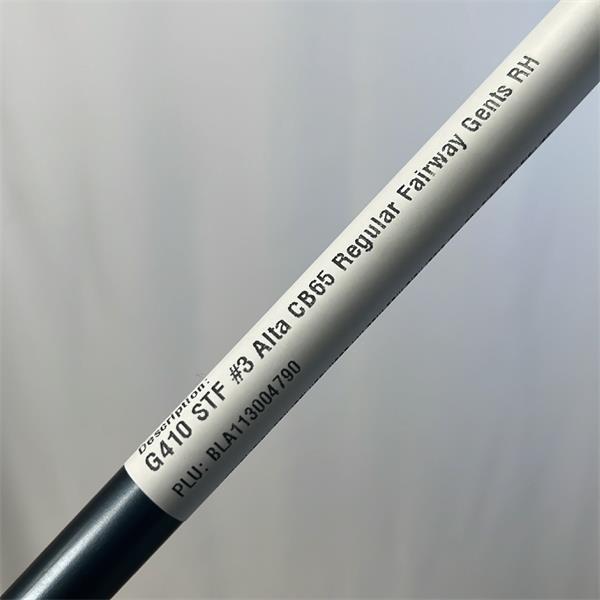 Description:
G410 STF #3 Alta CB65 Regular Fairway Gents RH
PLU: BLA113004790